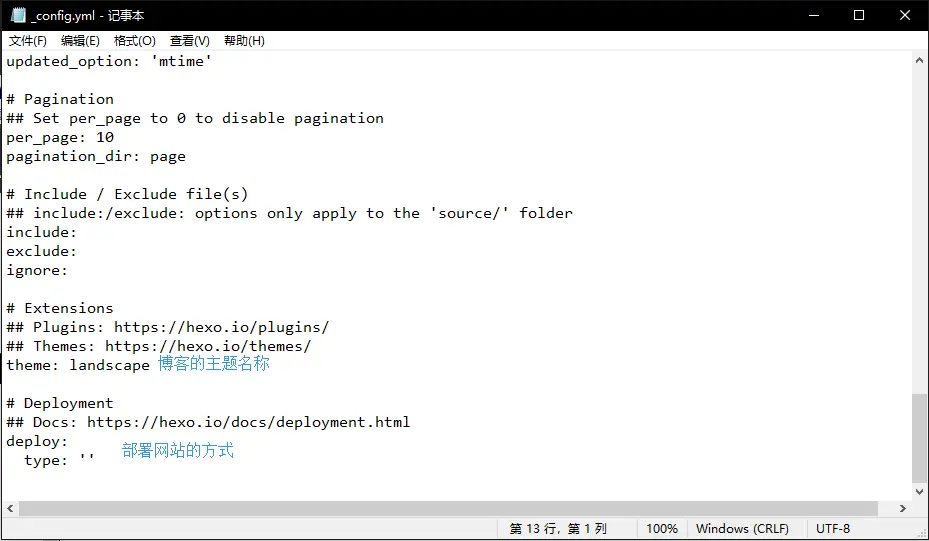 _config.yml - 记事本
文件(F) 编辑(E) 格式(O) 查看(V) 帮助(H)
updated_option: 'mtime'
# Pagination
## Set per_page to 0 to disable pagination
per_page: 10
pagination_dir: page
# Include / Exclude file(s)
## include:/exclude: options only apply to the 'source/' folder
include:
exclude:
ignore:
# Extensions
## Plugins: https://hexo.io/plugins/
## Themes: https://hexo.io/themes/
theme: landscape 博客的主题名称
# Deployment
## Docs: https://hexo.io/docs/deployment.html
deploy:
部署网站的方式
type: ''
第 13 行，第 1 列 100% Windows (CRLF) UTF-8